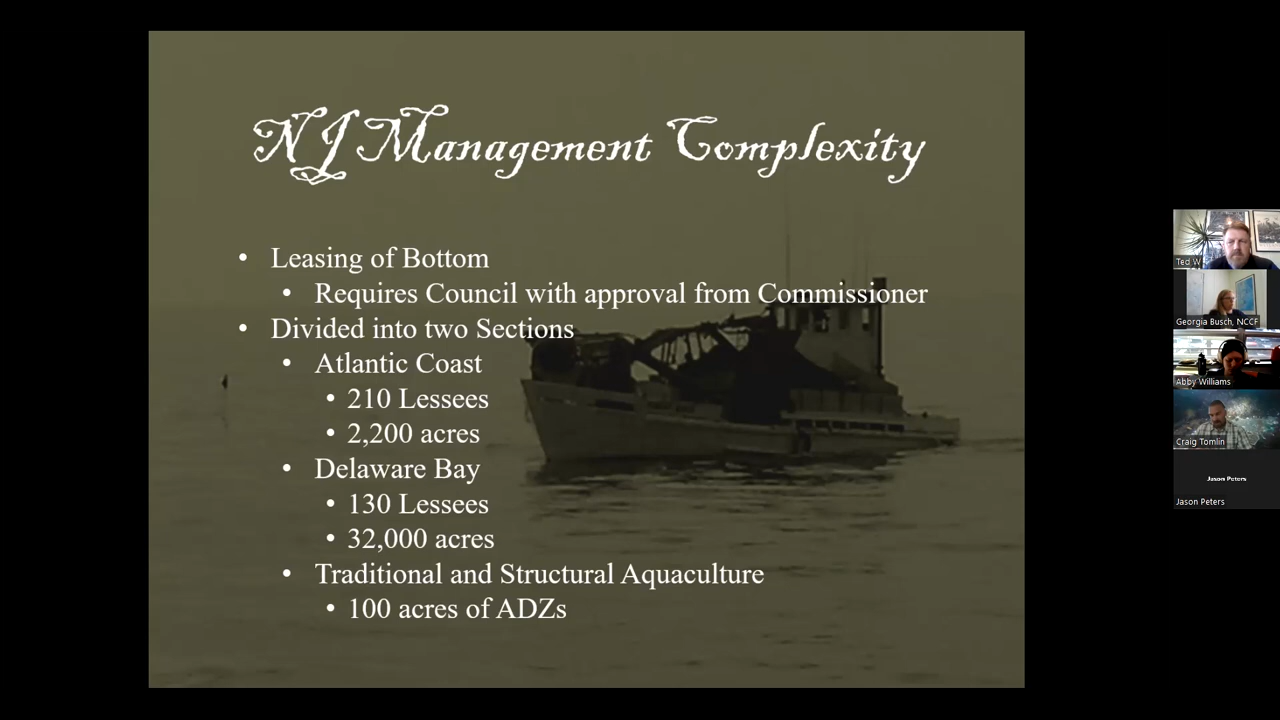 NJ Management Complexity
• Leasing of Bottom
• Requires Council with approval from Commissioner
• Divided into two Sections
• Atlantic Coast
• 210 Lessees
• 2,200 acres
• Delaware Bay
• 130 Lessees
• 32,000 acres
• Traditional and Structural Aquaculture
• 100 acres of ADZs
Ted W
Georgia Busch, NCCF
Abby Williams
Craig Tomlin
Jason Peters
Jason Peters